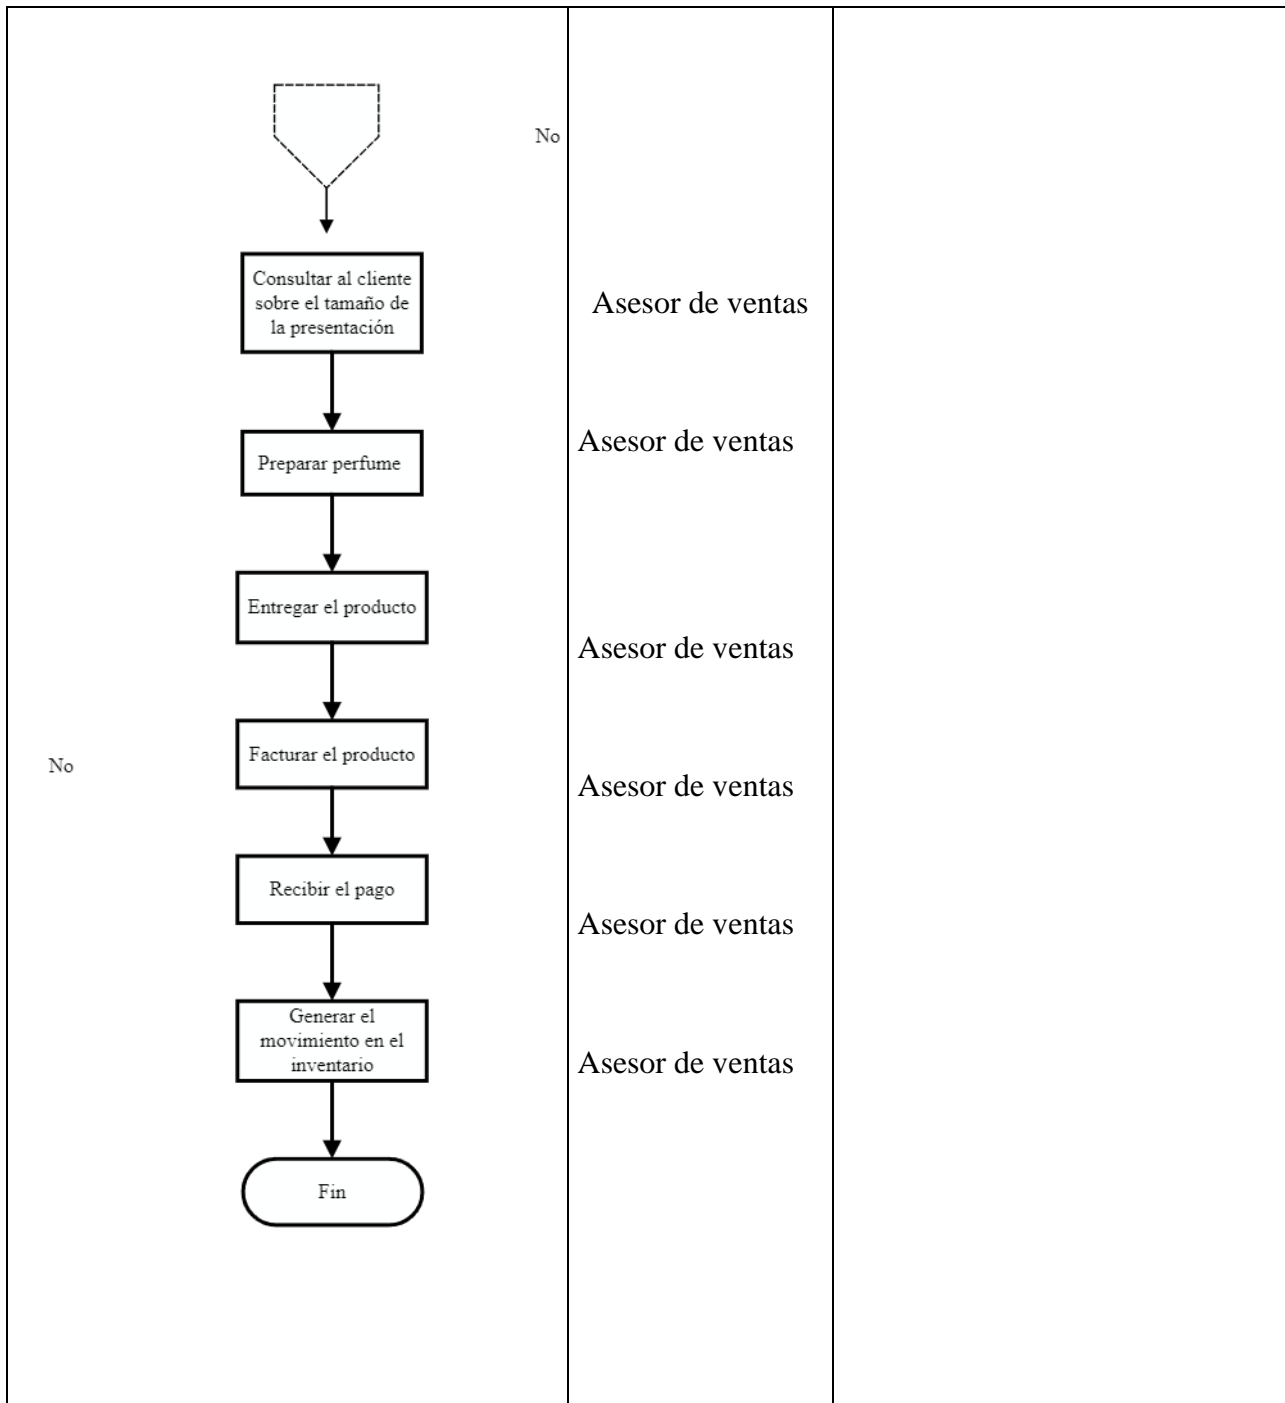 No
Consultar al cliente
sobre el tamaño de
la presentación
Asesor de ventas
Preparar perfume
Asesor de ventas
Entregar el producto
Asesor de ventas
Facturar el producto
No
Asesor de ventas
Recibir el pago
Asesor de ventas
Generar el
movimiento en el
inventario
Asesor de ventas
Fin